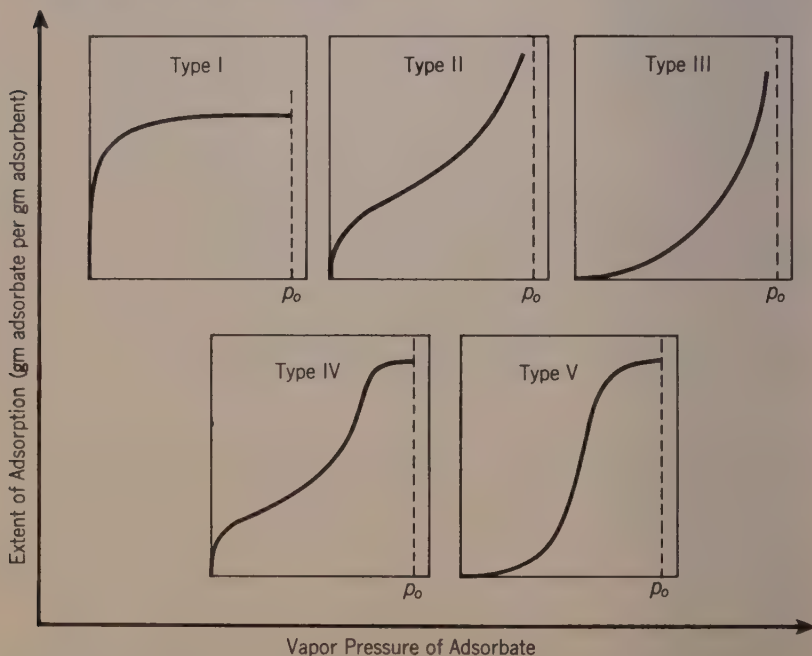 Extent of Adsorption (gm adsorbate per gm adsorbent)
Type I
Type II
Type III
p₀
p₀
p₀
Type IV
Type V
p₀
p₀
Vapor Pressure of Adsorbate